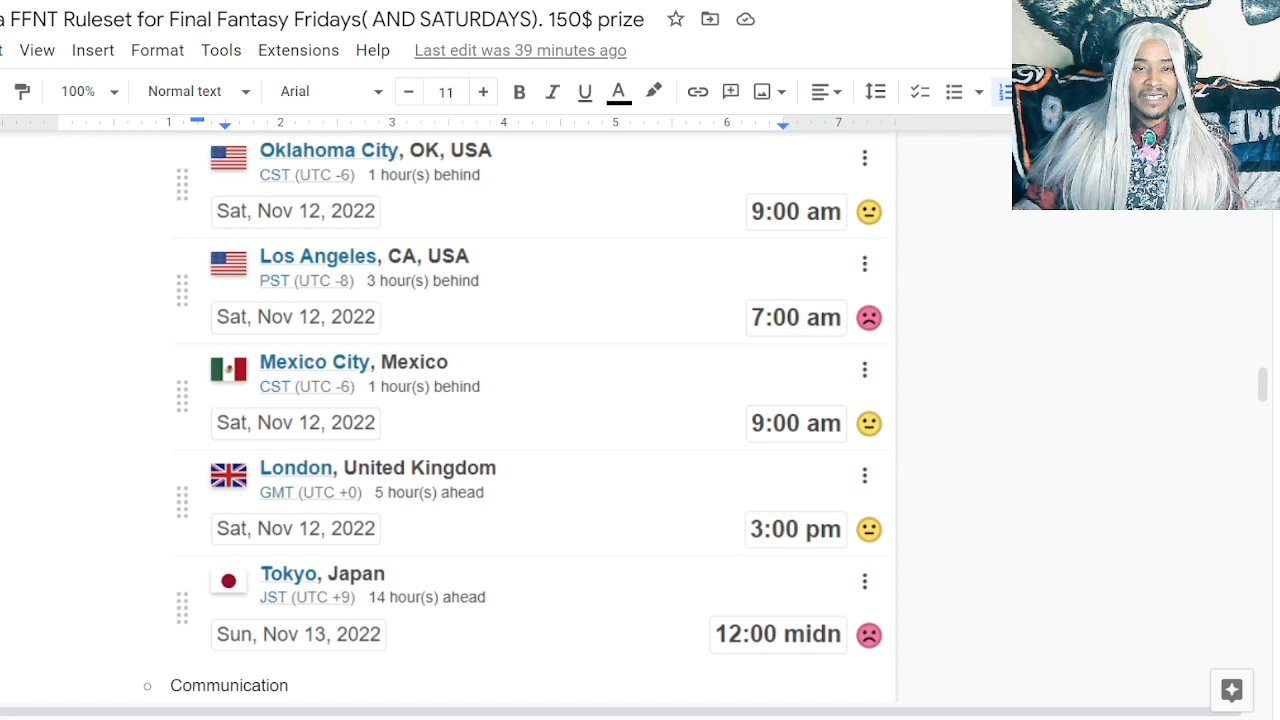 a FFNT Ruleset for Final Fantasy Fridays( AND SATURDAYS). 150$ prize
View Insert Format Tools Extensions Help Last edit was 39 minutes ago
100% Normal text Arial − 11 + B I U A
1 2 3 4 5 6 7
Oklahoma City, OK, USA
CST (UTC -6) 1 hour(s) behind
Sat, Nov 12, 2022 9:00 am
Los Angeles, CA, USA
PST (UTC -8) 3 hour(s) behind
Sat, Nov 12, 2022 7:00 am
Mexico City, Mexico
CST (UTC -6) 1 hour(s) behind
Sat, Nov 12, 2022 9:00 am
London, United Kingdom
GMT (UTC +0) 5 hour(s) ahead
Sat, Nov 12, 2022 3:00 pm
Tokyo, Japan
JST (UTC +9) 14 hour(s) ahead
Sun, Nov 13, 2022 12:00 midn
Communication